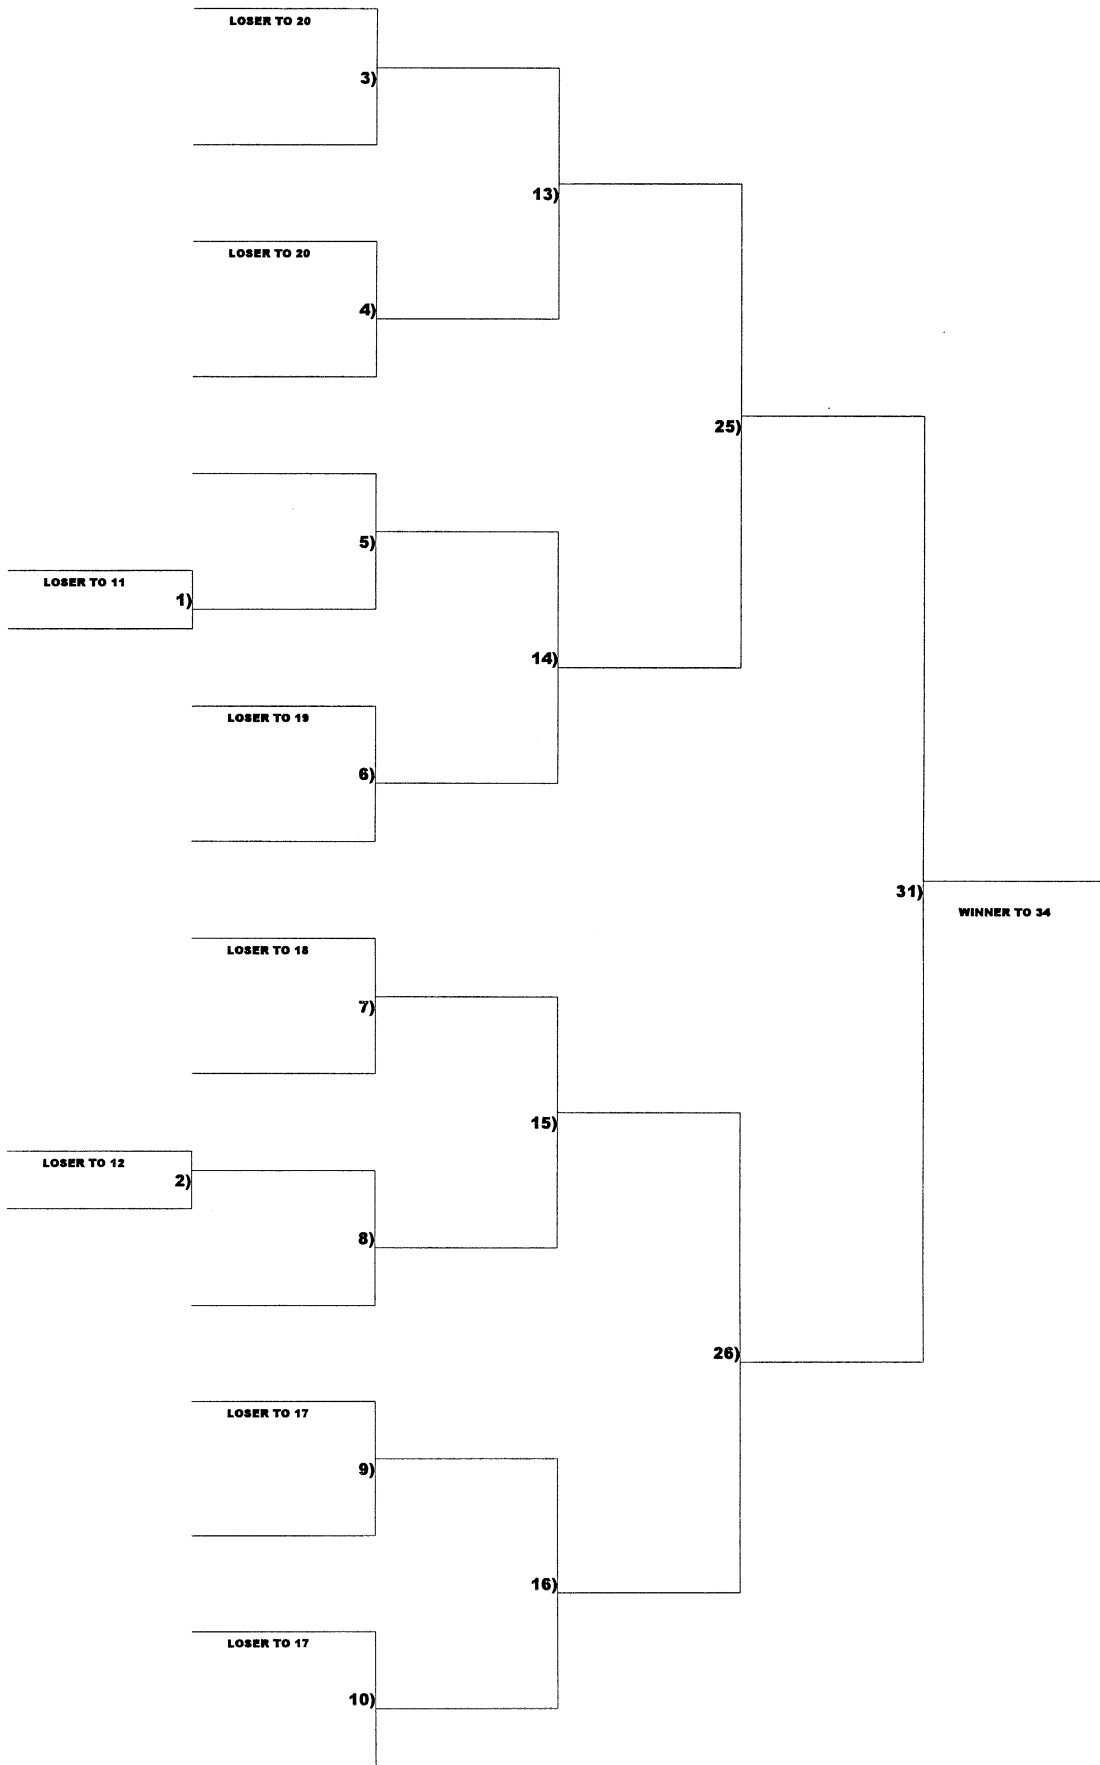 LOSER TO 20
3)
13)
LOSER TO 20
4)
25)
5)
LOSER TO 11
1)
14)
LOSER TO 19
6)
31)
WINNER TO 34
LOSER TO 18
7)
15)
LOSER TO 12
2)
8)
26)
LOSER TO 17
9)
16)
LOSER TO 17
10)